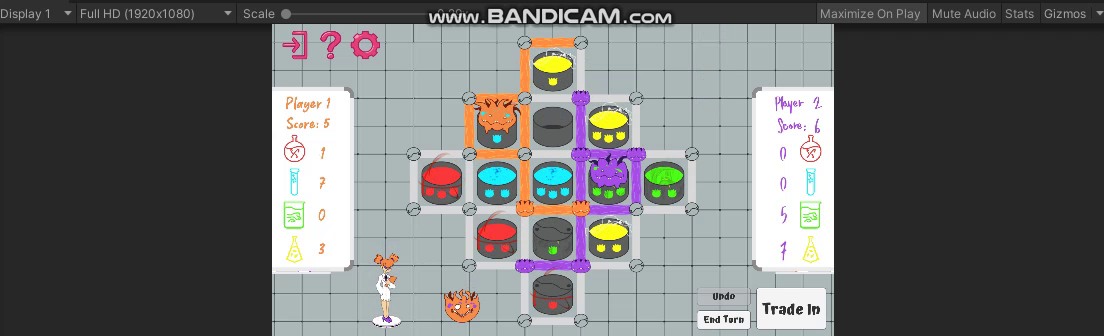 Display 1 Full HD (1920x1080) Scale www.BANDICAM.com Maximize On Play Mute Audio Stats Gizmos
?
Player 1
Score: 5
1
7
0
3
Player 2
Score: 6
0
0
5
7
Undo
End Turn
Trade In